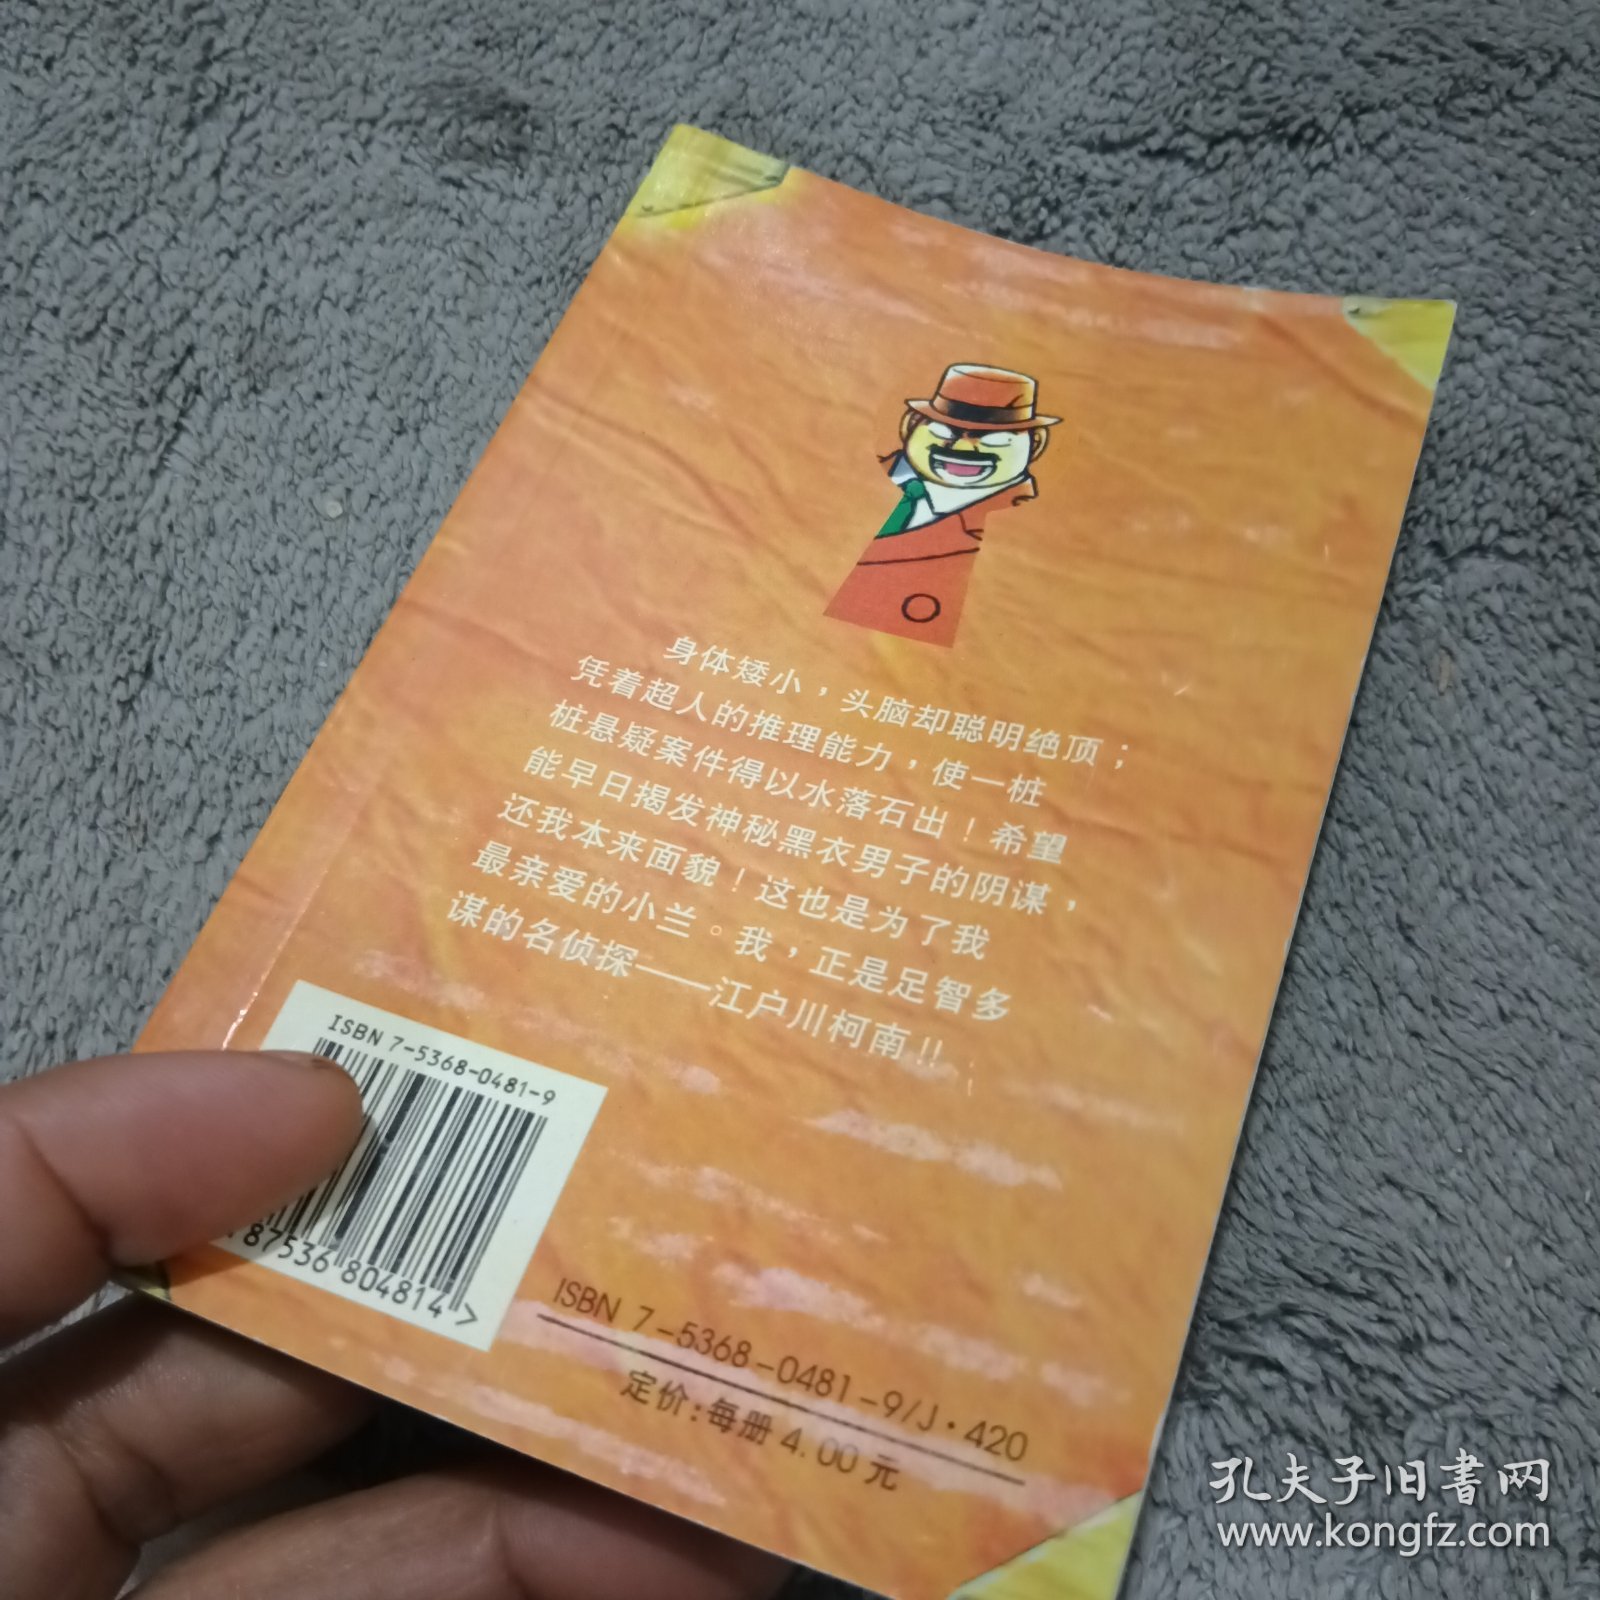 身体矮小，头脑却聪明绝顶；
凭着超人的推理能力，使一桩
桩悬疑案件得以水落石出！希望
能早日揭发神秘黑衣男子的阴谋，
还我本来面貌！这也是为了我
最亲爱的小兰。我，正是足智多
谋的名侦探——江户川柯南!!
ISBN 7-5368-0481-9
787536 804814 >
ISBN 7-5368-0481-9/J·420
定价:每册 4.00元
孔夫子旧書网
www.kongfz.com